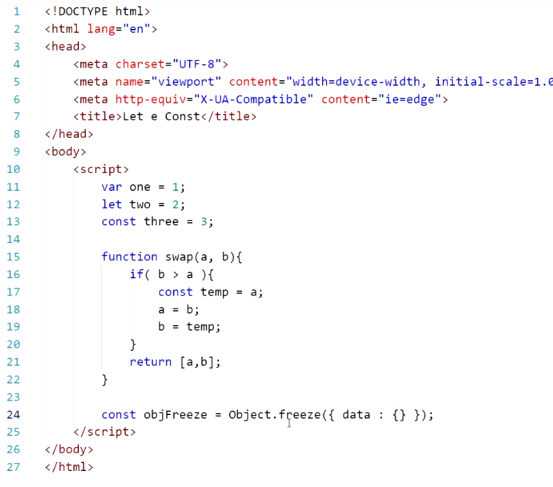 1 <!DOCTYPE html>
2 <html lang="en">
3 <head>
4     <meta charset="UTF-8">
5     <meta name="viewport" content="width=device-width, initial-scale=1.0
6     <meta http-equiv="X-UA-Compatible" content="ie=edge">
7     <title>Let e Const</title>
8 </head>
9 <body>
10     <script>
11         var one = 1;
12         let two = 2;
13         const three = 3;
14
15         function swap(a, b){
16             if( b > a ){
17                 const temp = a;
18                 a = b;
19                 b = temp;
20             }
21             return [a,b];
22         }
23
24         const objFreeze = Object.freeze({ data : {} });
25     </script>
26 </body>
27 </html>